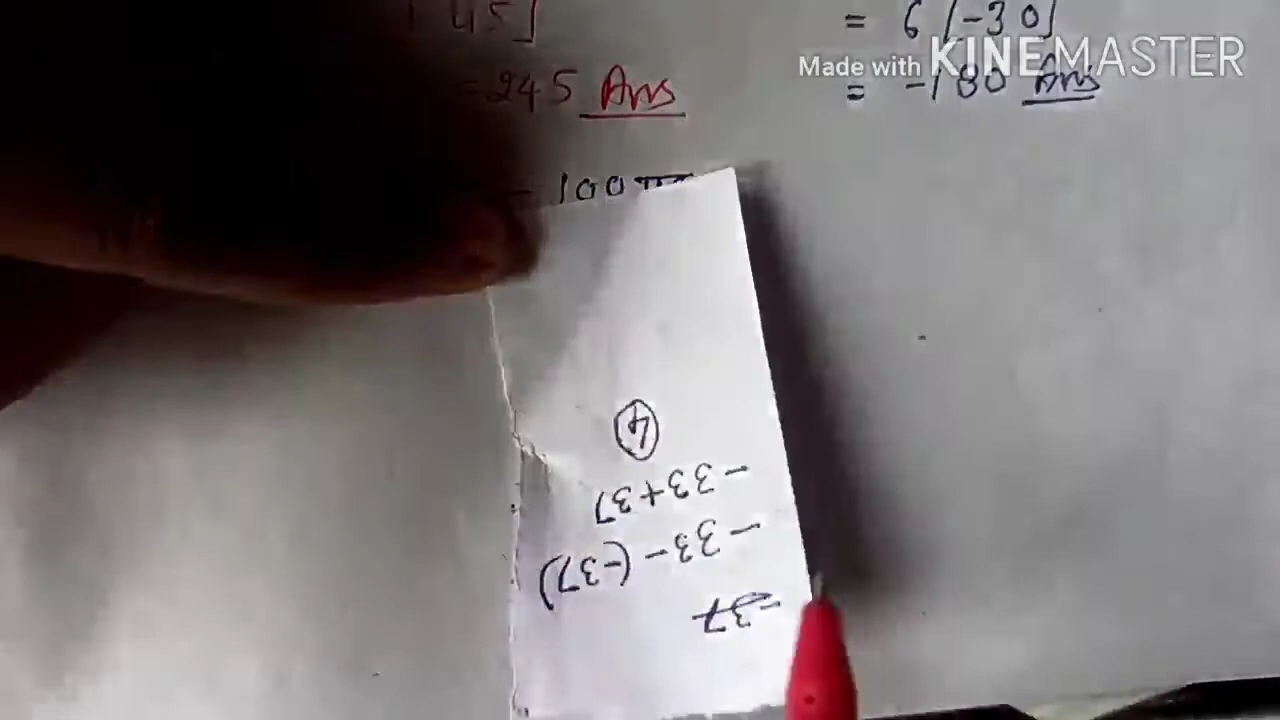 45]
= 245 Ans
= 6 [-30]
= -180 Ans
Made with KINEMASTER
- 100
-37
-33-(-37)
-33+37
4